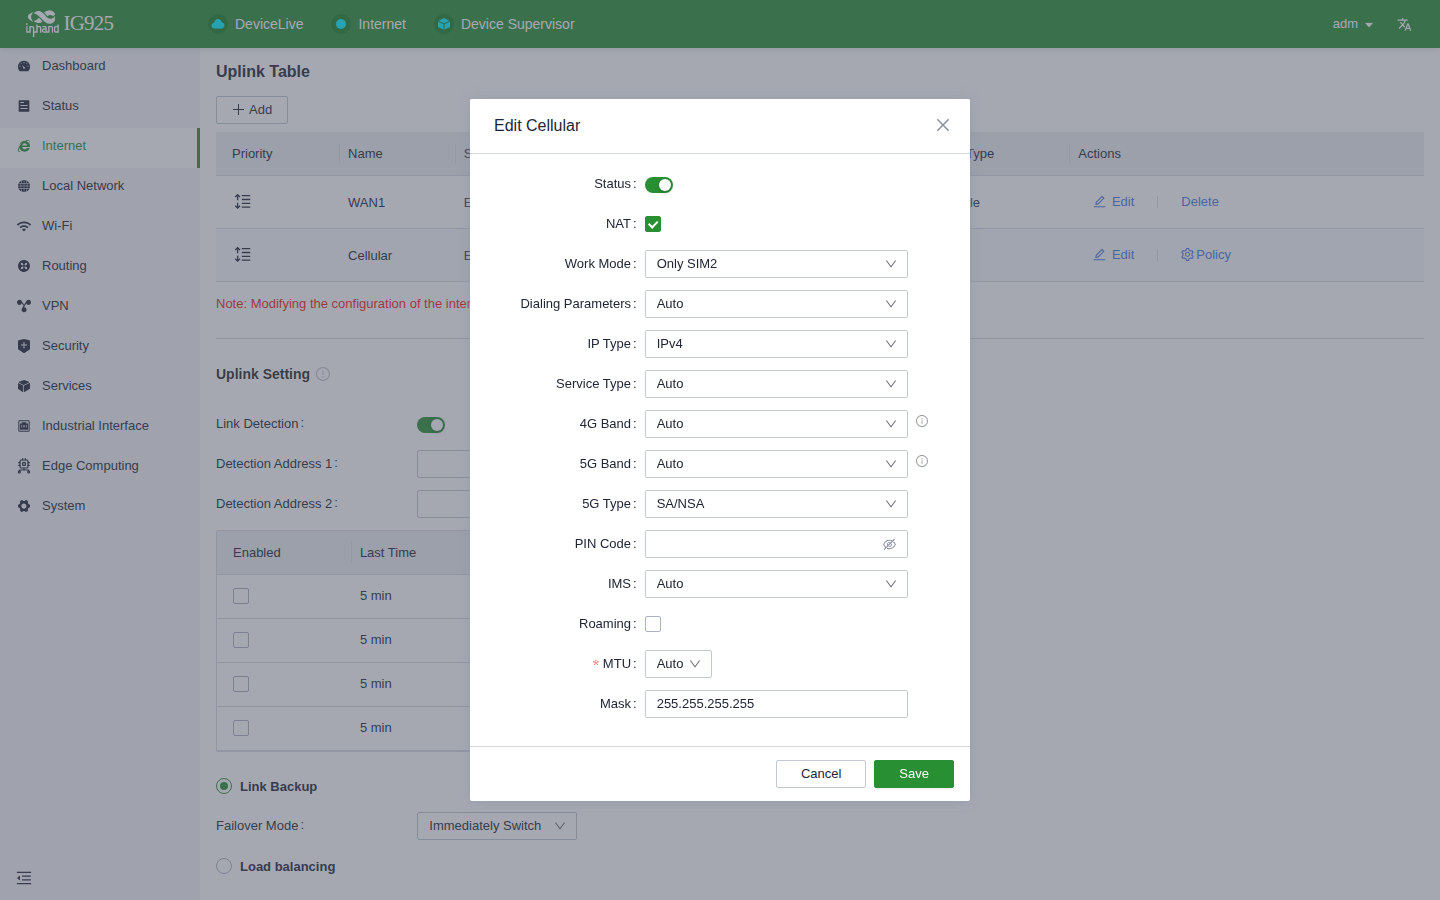 inhand IG925
DeviceLive
Internet
Device Supervisor
adm
Dashboard
Status
Internet
Local Network
Wi-Fi
Routing
VPN
Security
Services
Industrial Interface
Edge Computing
System
Uplink Table
Add
Priority Name S Type Actions
WAN1 E le Edit Delete
Cellular E Edit Policy
Note: Modifying the configuration of the inter
Uplink Setting
Link Detection :
Detection Address 1 :
Detection Address 2 :
Enabled Last Time
5 min
5 min
5 min
5 min
Link Backup
Failover Mode : Immediately Switch
Load balancing
Edit Cellular
Status :
NAT :
Work Mode : Only SIM2
Dialing Parameters : Auto
IP Type : IPv4
Service Type : Auto
4G Band : Auto
5G Band : Auto
5G Type : SA/NSA
PIN Code :
IMS : Auto
Roaming :
* MTU : Auto
Mask : 255.255.255.255
Cancel Save